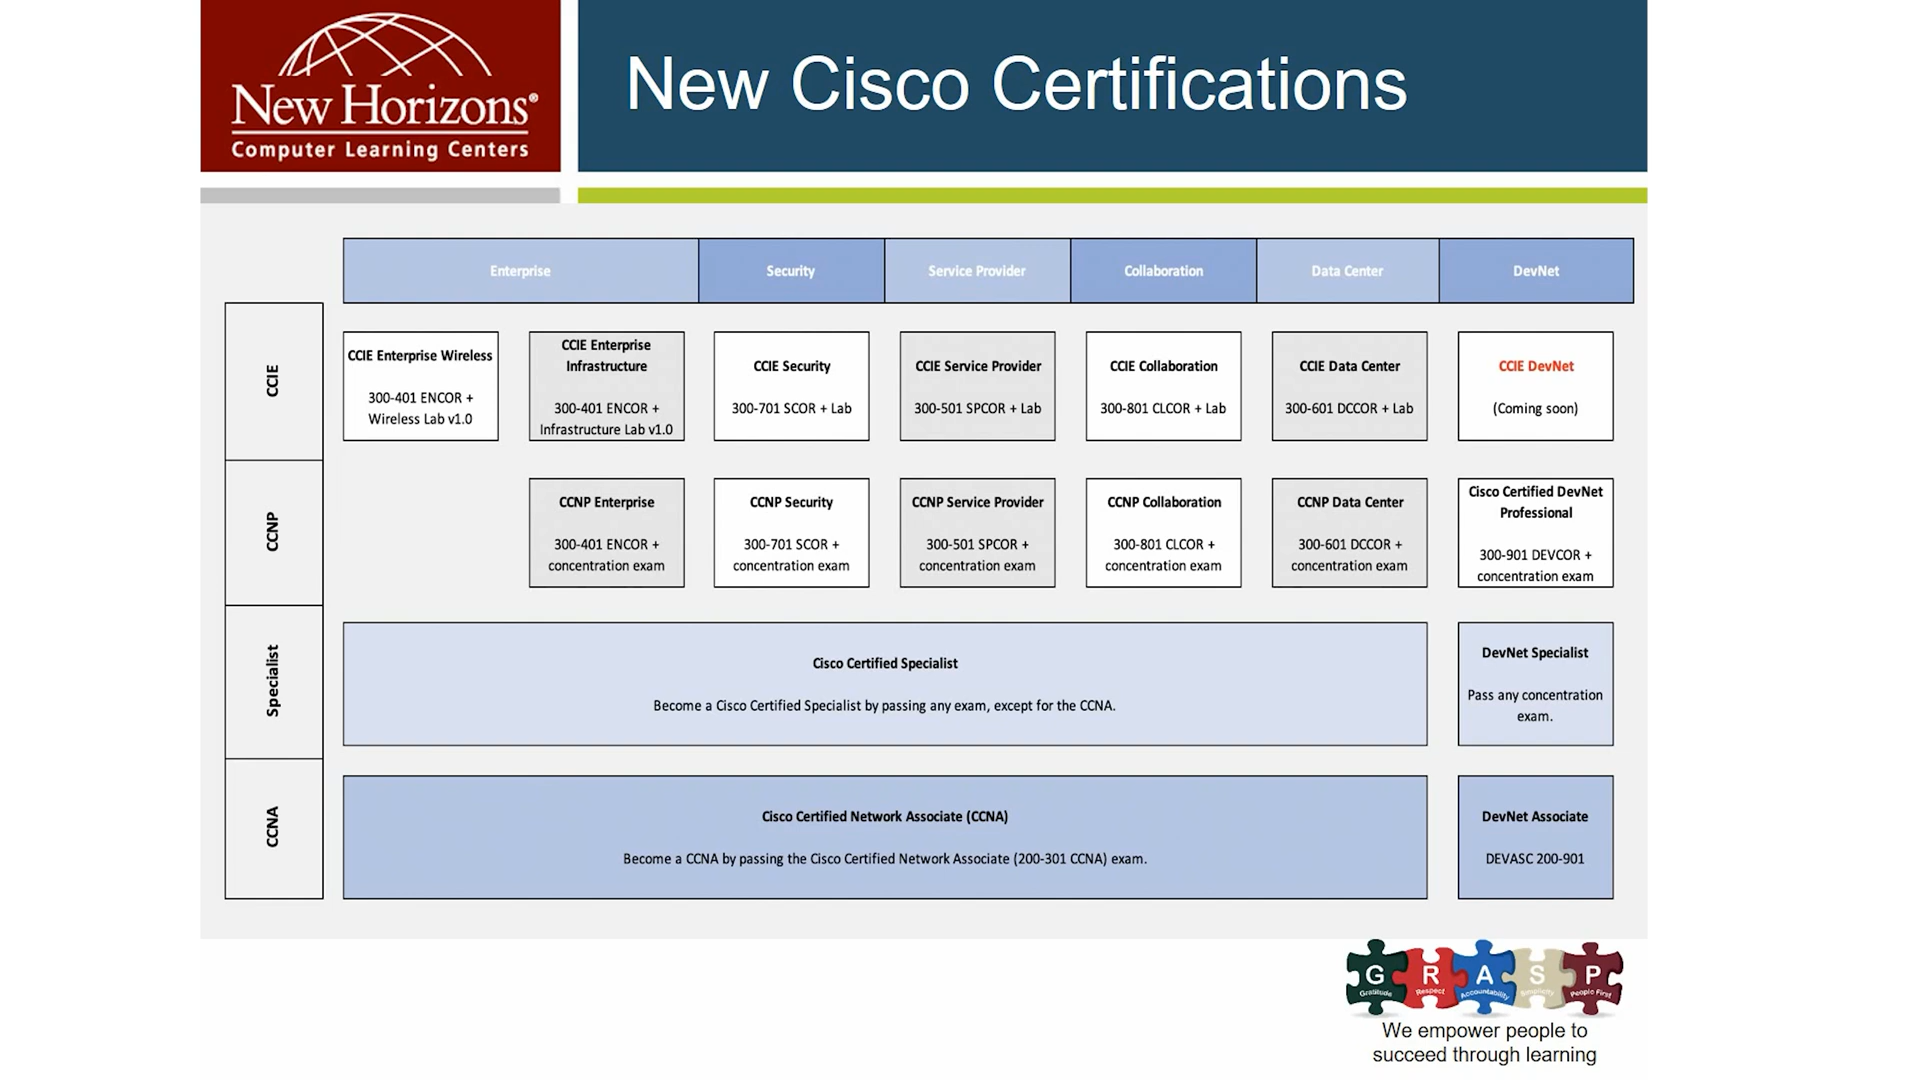 New Horizons®
Computer Learning Centers
New Cisco Certifications
Enterprise
Security
Service Provider
Collaboration
Data Center
DevNet
CCIE
CCIE Enterprise Wireless
300-401 ENCOR +
Wireless Lab v1.0
CCIE Enterprise
Infrastructure
300-401 ENCOR +
Infrastructure Lab v1.0
CCIE Security
300-701 SCOR + Lab
CCIE Service Provider
300-501 SPCOR + Lab
CCIE Collaboration
300-801 CLCOR + Lab
CCIE Data Center
300-601 DCCOR + Lab
CCIE DevNet
(Coming soon)
CCNP
CCNP Enterprise
300-401 ENCOR +
concentration exam
CCNP Security
300-701 SCOR +
concentration exam
CCNP Service Provider
300-501 SPCOR +
concentration exam
CCNP Collaboration
300-801 CLCOR +
concentration exam
CCNP Data Center
300-601 DCCOR +
concentration exam
Cisco Certified DevNet
Professional
300-901 DEVCOR +
concentration exam
Specialist
Cisco Certified Specialist
Become a Cisco Certified Specialist by passing any exam, except for the CCNA.
DevNet Specialist
Pass any concentration
exam.
CCNA
Cisco Certified Network Associate (CCNA)
Become a CCNA by passing the Cisco Certified Network Associate (200-301 CCNA) exam.
DevNet Associate
DEVASC 200-901
G R A S P
Gratitude Respect Accountability People First
We empower people to
succeed through learning